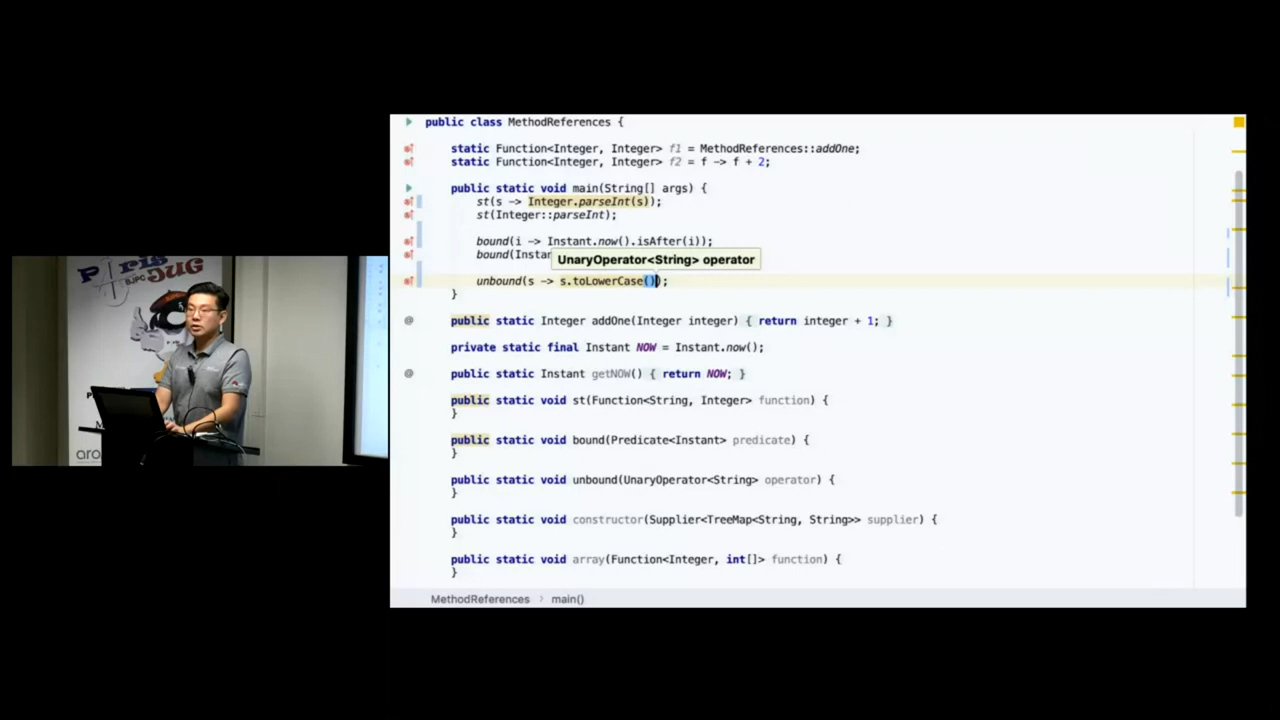 Paris
BJPC JUG
aro
public class MethodReferences {
static Function<Integer, Integer> f1 = MethodReferences::addOne;
static Function<Integer, Integer> f2 = f -> f + 2;
public static void main(String[] args) {
st(s -> Integer.parseInt(s));
st(Integer::parseInt);
bound(i -> Instant.now().isAfter(i));
bound(Instan
UnaryOperator<String> operator
unbound(s -> s.toLowerCase());
}
@ public static Integer addOne(Integer integer) { return integer + 1; }
private static final Instant NOW = Instant.now();
@ public static Instant getNOW() { return NOW; }
public static void st(Function<String, Integer> function) {
}
public static void bound(Predicate<Instant> predicate) {
}
public static void unbound(UnaryOperator<String> operator) {
}
public static void constructor(Supplier<TreeMap<String, String>> supplier) {
}
public static void array(Function<Integer, int[]> function) {
}
MethodReferences › main()